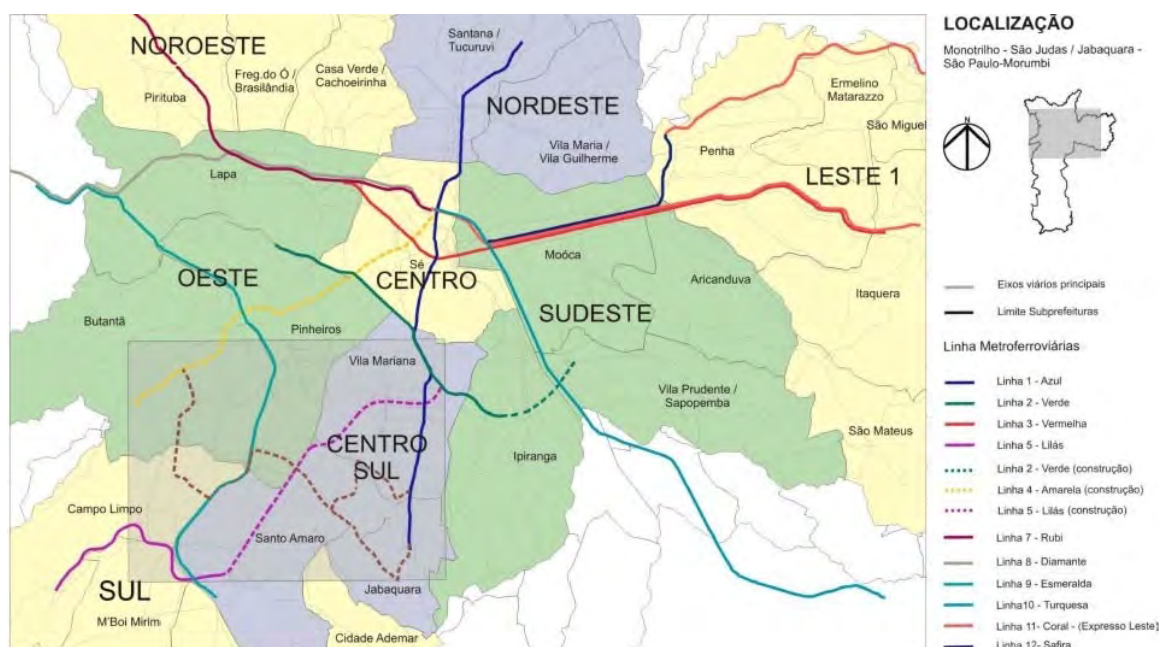 NOROESTE
Pirituba
Freg.do Ó /
Brasilândia
Casa Verde /
Cachoeirinha
Santana /
Tucuruvi
NORDESTE
Vila Maria /
Vila Guilherme
Ermelino
Matarazzo
São Miguel
Penha
LESTE 1
Lapa
OESTE
Sé
CENTRO
Moóca
Aricanduva
SUDESTE
Itaquera
Butantã
Pinheiros
Vila Mariana
Vila Prudente /
Sapopemba
São Mateus
CENTRO
SUL
Ipiranga
Campo Limpo
Santo Amaro
Jabaquara
SUL
M'Boi Mirim
Cidade Ademar
LOCALIZAÇÃO
Monotrilho - São Judas / Jabaquara -
São Paulo-Morumbi
N
Eixos viários principais
Limite Subprefeituras
Linha Metroferroviárias
Linha 1 - Azul
Linha 2 - Verde
Linha 3 - Vermelha
Linha 5 - Lilás
Linha 2 - Verde (construção)
Linha 4 - Amarela (construção)
Linha 5 - Lilás (construção)
Linha 7 - Rubi
Linha 8 - Diamante
Linha 9 - Esmeralda
Linha10 - Turquesa
Linha 11- Coral - (Expresso Leste)
Linha 12- Safira